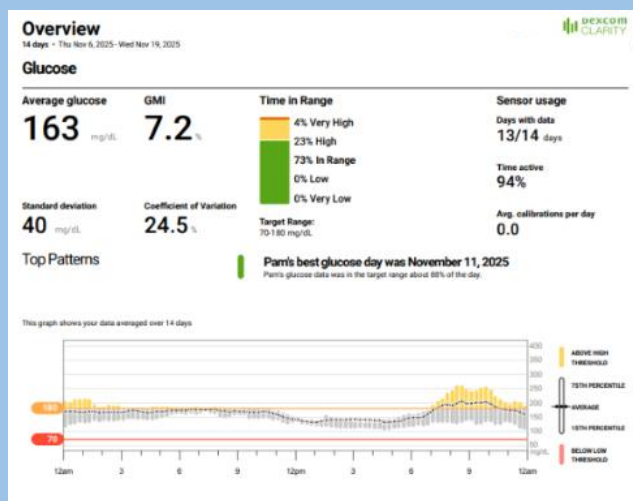 Overview
14 days • Thu Nov 6, 2025- Wed Nov 19, 2025
Dexcom
CLARITY
Glucose
Average glucose
163 mg/dL
GMI
7.2 %
Standard deviation
40 mg/dL
Coefficient of Variation
24.5 %
Time in Range
4% Very High
23% High
73% In Range
0% Low
0% Very Low
Target Range:
70-180 mg/dL
Sensor usage
Days with data
13/14 days
Time active
94%
Avg. calibrations per day
0.0
Top Patterns
Pam's best glucose day was November 11, 2025
Pam's glucose data was in the target range about 88% of the day.
This graph shows your data averaged over 14 days
400
350
300
250
200
150
100
50
mg/dL
180
70
12am 3 6 9 12pm 3 6 9 12am
ABOVE HIGH
THRESHOLD
75TH PERCENTILE
AVERAGE
10TH PERCENTILE
BELOW LOW
THRESHOLD